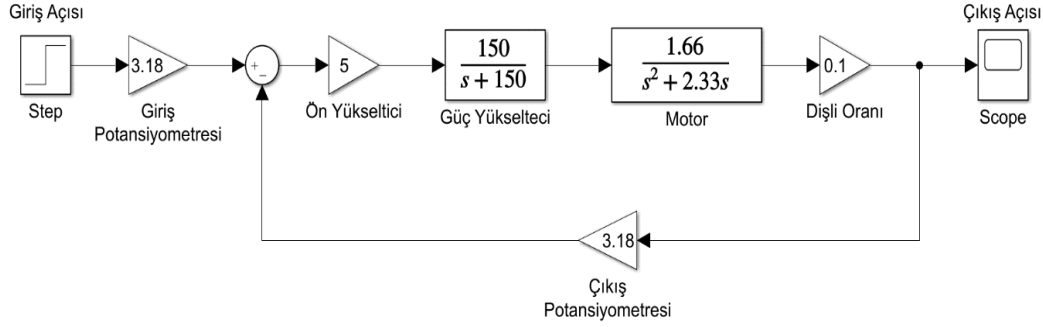 Giriş Açısı
Çıkış Açısı
3.18
+
−
5
150
s + 150
1.66
s² + 2.33s
0.1
Step
Giriş
Potansiyometresi
Ön Yükseltici
Güç Yükselteci
Motor
Dişli Oranı
Scope
3.18
Çıkış
Potansiyometresi